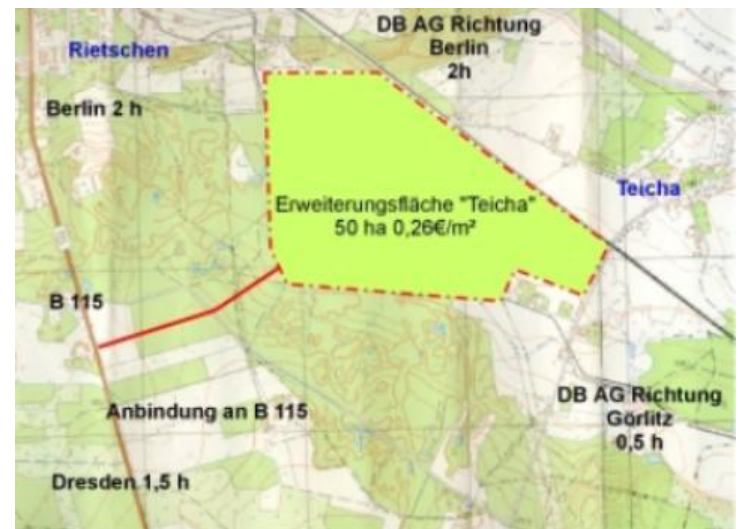 DB AG Richtung
Berlin
2h
Rietschen
Berlin 2 h
Teicha
Erweiterungsfläche "Teicha"
50 ha 0,26€/m²
B 115
Anbindung an B 115
DB AG Richtung
Görlitz
0,5 h
Dresden 1,5 h